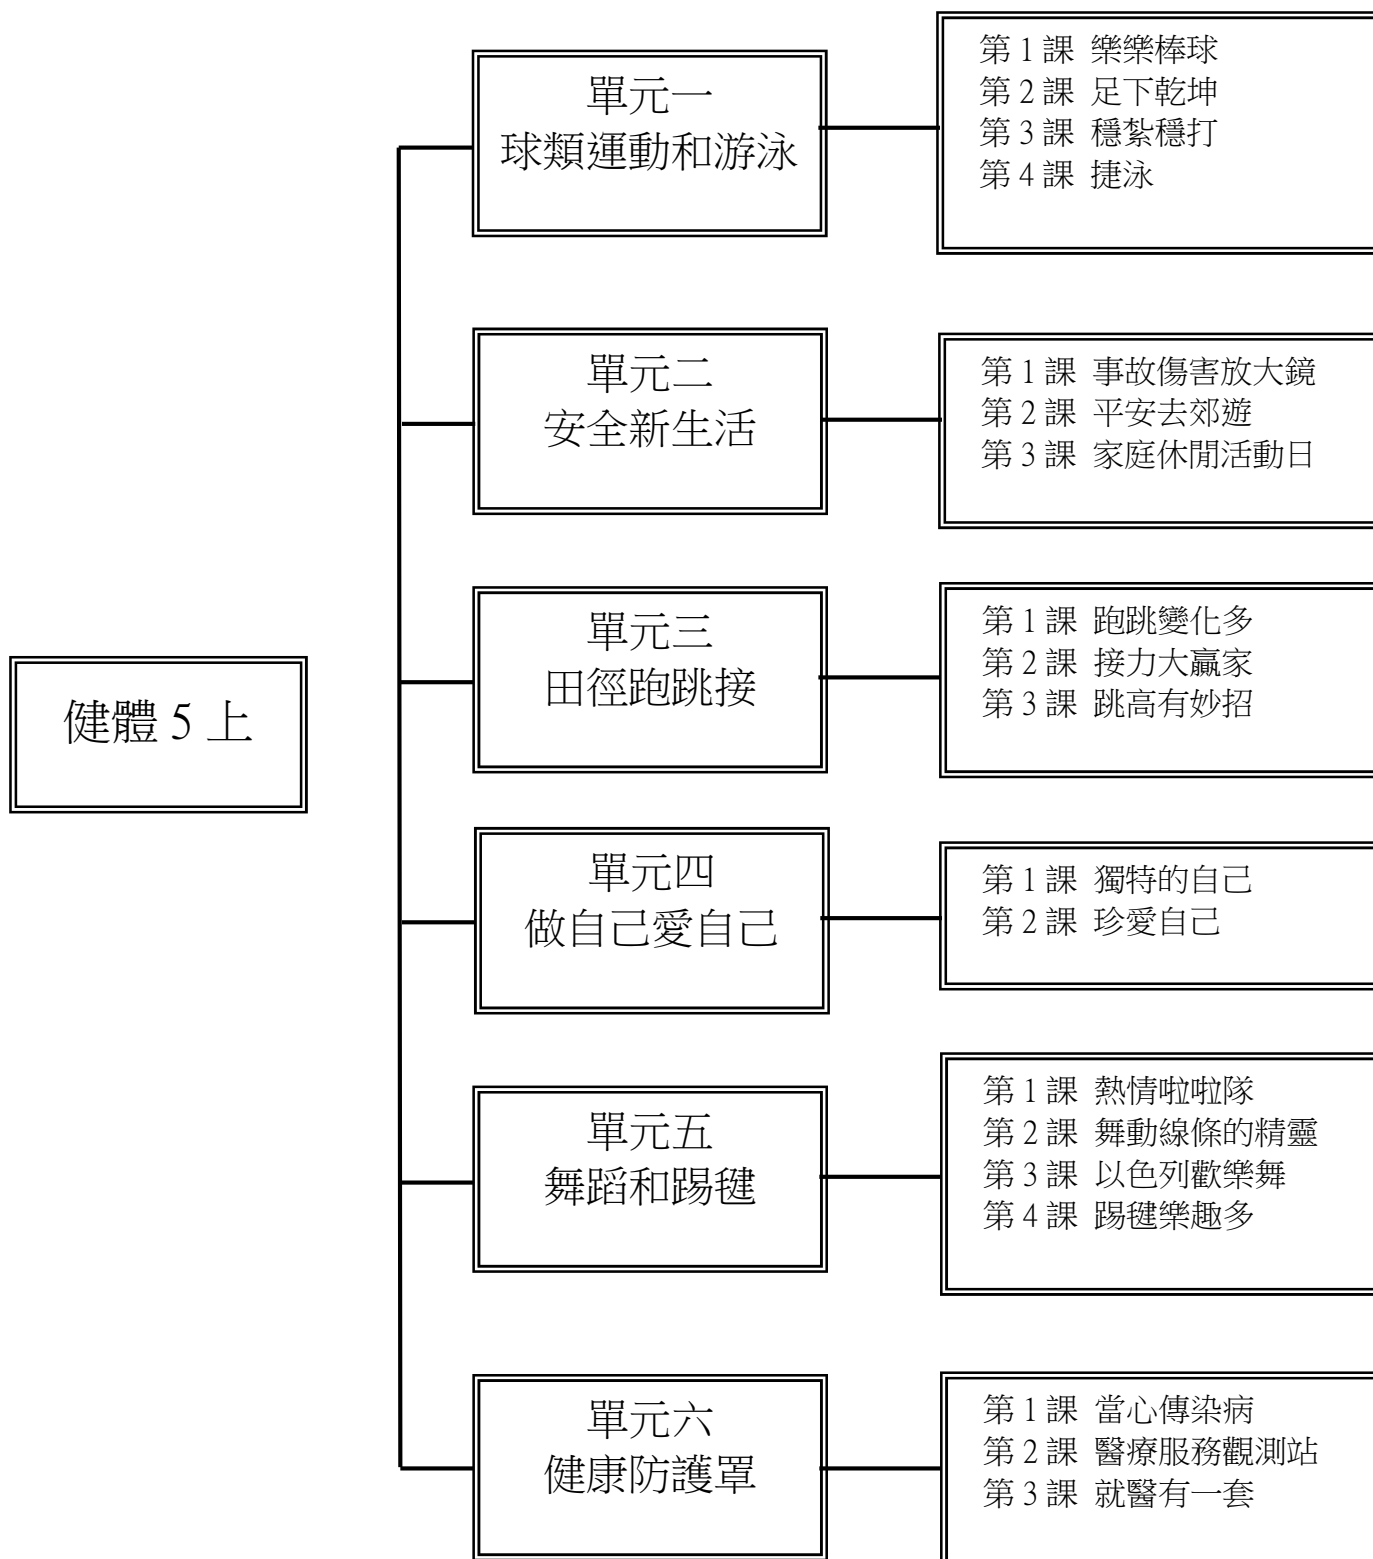 健體 5 上
單元一
球類運動和游泳
第 1 課 樂樂棒球
第 2 課 足下乾坤
第 3 課 穩紮穩打
第 4 課 捷泳
單元二
安全新生活
第 1 課 事故傷害放大鏡
第 2 課 平安去郊遊
第 3 課 家庭休閒活動日
單元三
田徑跑跳接
第 1 課 跑跳變化多
第 2 課 接力大贏家
第 3 課 跳高有妙招
單元四
做自己愛自己
第 1 課 獨特的自己
第 2 課 珍愛自己
單元五
舞蹈和踢毽
第 1 課 熱情啦啦隊
第 2 課 舞動線條的精靈
第 3 課 以色列歡樂舞
第 4 課 踢毽樂趣多
單元六
健康防護罩
第 1 課 當心傳染病
第 2 課 醫療服務觀測站
第 3 課 就醫有一套